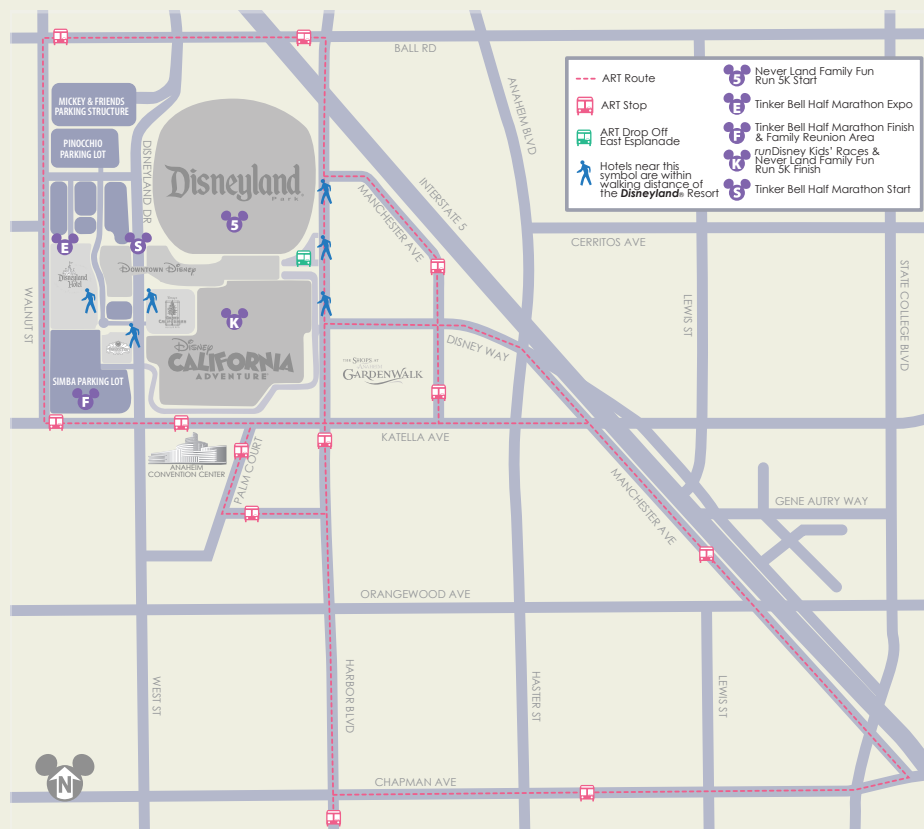 BALL RD
MICKEY & FRIENDS
PARKING STRUCTURE
PINOCCHIO
PARKING LOT
DISNEYLAND DR
Disneyland
Park
5
ANAHEIM BLVD
INTERSTATE 5
MANCHESTER AVE
ART Route
ART Stop
ART Drop Off
East Esplanade
Hotels near this
symbol are within
walking distance of
the Disneyland® Resort
5
Never Land Family Fun
Run 5K Start
E
Tinker Bell Half Marathon Expo
F
Tinker Bell Half Marathon Finish
& Family Reunion Area
K
runDisney Kids' Races &
Never Land Family Fun
Run 5K Finish
S
Tinker Bell Half Marathon Start
CERRITOS AVE
E
S
Disneyland
Hotel
DOWNTOWN DISNEY
WALNUT ST
LEWIS ST
STATE COLLEGE BLVD
K
DISNEY WAY
Disney
CALIFORNIA
ADVENTURE
THE SHOPS AT
ANAHEIM
GARDENWALK
SIMBA PARKING LOT
F
KATELLA AVE
ANAHEIM
CONVENTION CENTER
PALM COURT
MANCHESTER AVE
GENE AUTRY WAY
ORANGEWOOD AVE
WEST ST
HARBOR BLVD
HASTER ST
LEWIS ST
N
CHAPMAN AVE